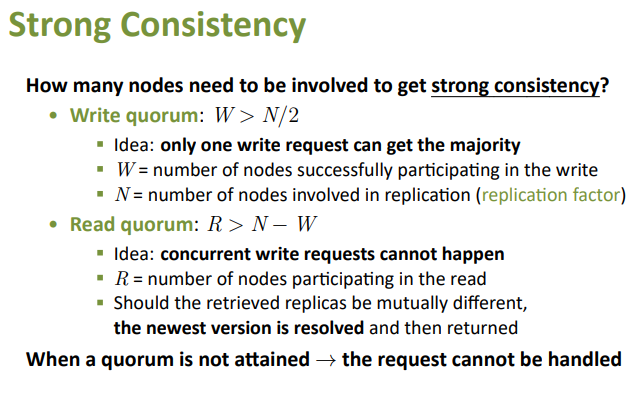 Strong Consistency
How many nodes need to be involved to get strong consistency?
• Write quorum: W > N/2
▪ Idea: only one write request can get the majority
▪ W = number of nodes successfully participating in the write
▪ N = number of nodes involved in replication (replication factor)
• Read quorum: R > N − W
▪ Idea: concurrent write requests cannot happen
▪ R = number of nodes participating in the read
▪ Should the retrieved replicas be mutually different,
the newest version is resolved and then returned
When a quorum is not attained → the request cannot be handled